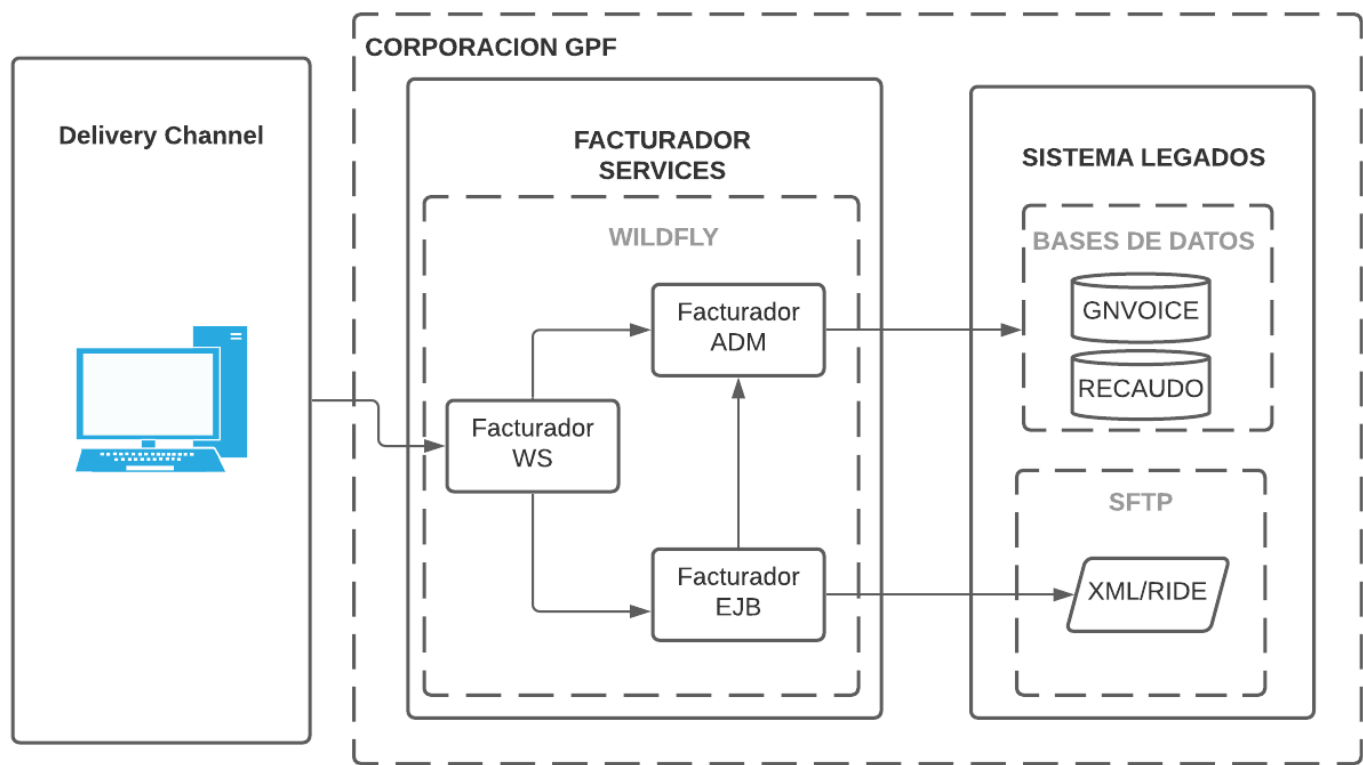 CORPORACION GPF
Delivery Channel
FACTURADOR
SERVICES
WILDFLY
Facturador
ADM
Facturador
WS
Facturador
EJB
SISTEMA LEGADOS
BASES DE DATOS
GNVOICE
RECAUDO
SFTP
XML/RIDE